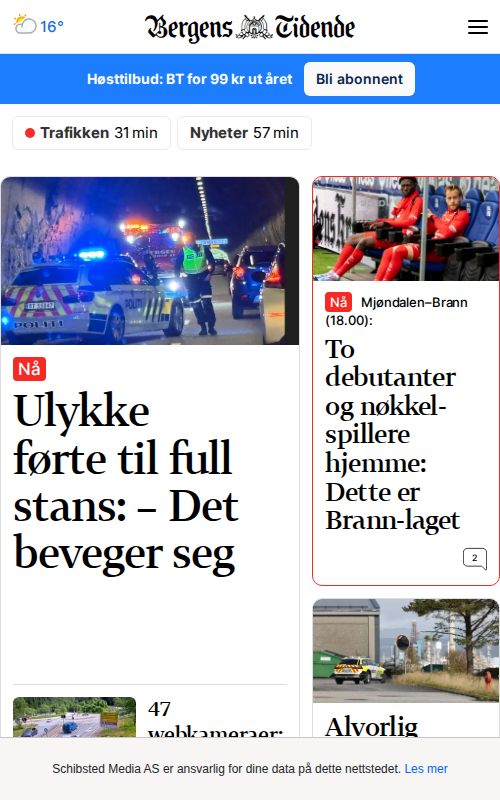 16°
Bergens Tidende
Høsttilbud: BT for 99 kr ut året
Bli abonnent
Trafikken 31 min
Nyheter 57 min
POLITI
Nå
Ulykke
førte til full
stans: – Det
beveger seg
47
webkameraer:
Nå Mjøndalen–Brann
(18.00):
To
debutanter
og nøkkel-
spillere
hjemme:
Dette er
Brann-laget
2
Alvorlig
Schibsted Media AS er ansvarlig for dine data på dette nettstedet. Les mer